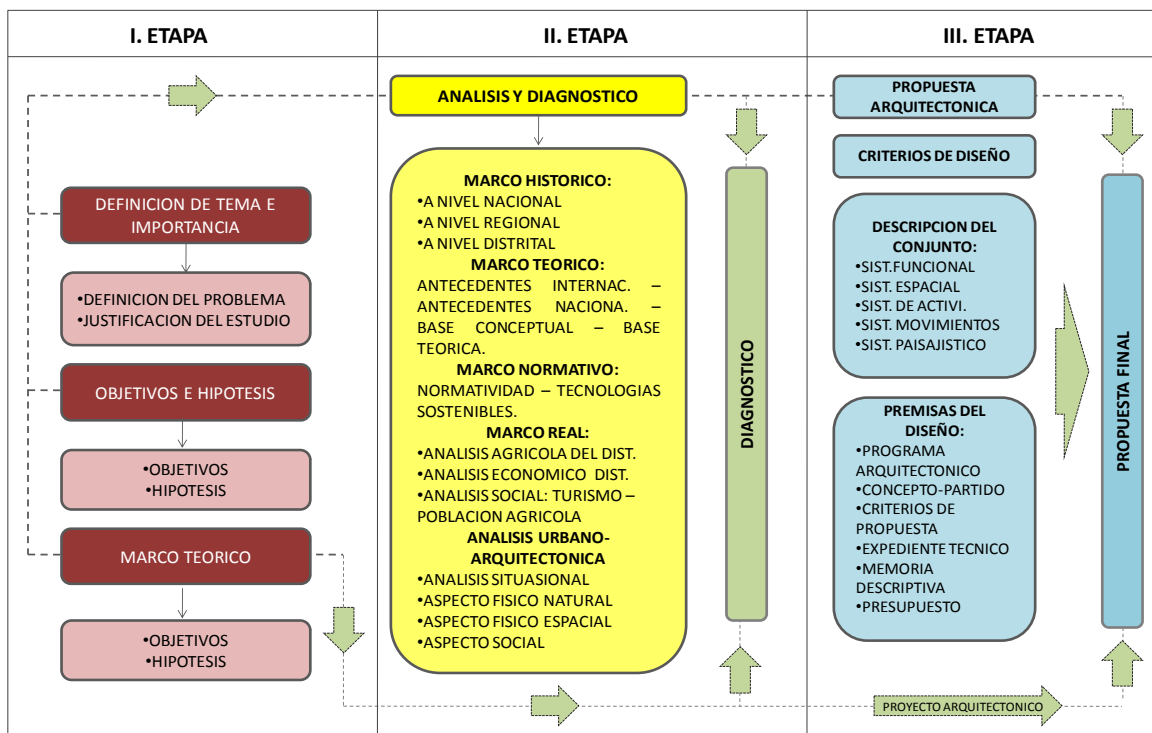 I. ETAPA
II. ETAPA
III. ETAPA
DEFINICION DE TEMA E
IMPORTANCIA
•DEFINICION DEL PROBLEMA
•JUSTIFICACION DEL ESTUDIO
OBJETIVOS E HIPOTESIS
•OBJETIVOS
•HIPOTESIS
MARCO TEORICO
•OBJETIVOS
•HIPOTESIS
ANALISIS Y DIAGNOSTICO
MARCO HISTORICO:
•A NIVEL NACIONAL
•A NIVEL REGIONAL
•A NIVEL DISTRITAL
MARCO TEORICO:
ANTECEDENTES INTERNAC. –
ANTECEDENTES NACIONA. –
BASE CONCEPTUAL – BASE
TEORICA.
MARCO NORMATIVO:
NORMATIVIDAD – TECNOLOGIAS
SOSTENIBLES.
MARCO REAL:
•ANALISIS AGRICOLA DEL DIST.
•ANALISIS ECONOMICO DIST.
•ANALISIS SOCIAL: TURISMO –
POBLACION AGRICOLA
ANALISIS URBANO-
ARQUITECTONICA
•ANALISIS SITUASIONAL
•ASPECTO FISICO NATURAL
•ASPECTO FISICO ESPACIAL
•ASPECTO SOCIAL
DIAGNOSTICO
PROPUESTA
ARQUITECTONICA
CRITERIOS DE DISEÑO
DESCRIPCION DEL
CONJUNTO:
•SIST.FUNCIONAL
•SIST. ESPACIAL
•SIST. DE ACTIVI.
•SIST. MOVIMIENTOS
•SIST. PAISAJISTICO
PREMISAS DEL
DISEÑO:
•PROGRAMA
ARQUITECTONICO
•CONCEPTO-PARTIDO
•CRITERIOS DE
PROPUESTA
•EXPEDIENTE TECNICO
•MEMORIA
DESCRIPTIVA
•PRESUPUESTO
PROPUESTA FINAL
PROYECTO ARQUITECTONICO